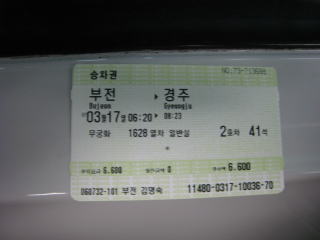 승차권
NO.73-713688
부전 ▸ 경주
Bujeon Gyeongju
03월17일 06:20 ▸ 08:23
무궁화 1628 열차 일반실 2호차 41석
*
6.600 0 6.600
060732-101 부전 김명숙 11480-0317-10036-70